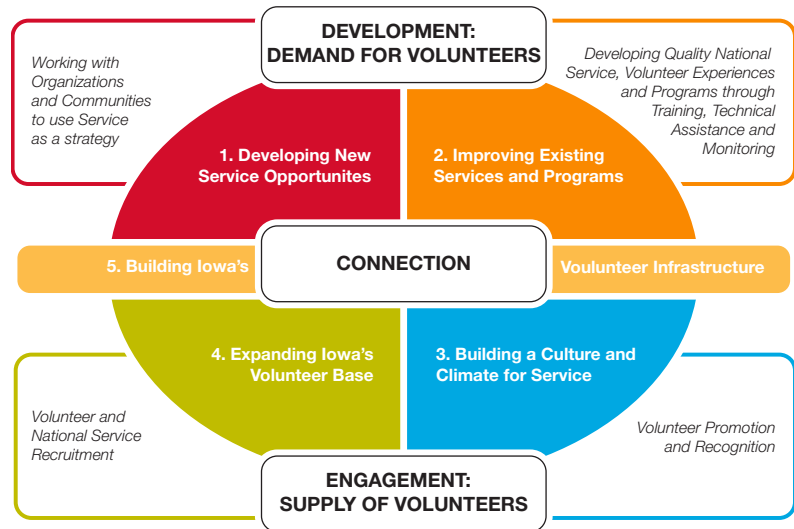 DEVELOPMENT:
DEMAND FOR VOLUNTEERS
Working with
Organizations
and Communities
to use Service
as a strategy
Developing Quality National
Service, Volunteer Experiences
and Programs through
Training, Technical
Assistance and
Monitoring
1. Developing New
Service Opportunites
2. Improving Existing
Services and Programs
5. Building Iowa's
CONNECTION
Voulunteer Infrastructure
4. Expanding Iowa's
Volunteer Base
3. Building a Culture and
Climate for Service
Volunteer and
National Service
Recruitment
Volunteer Promotion
and Recognition
ENGAGEMENT:
SUPPLY OF VOLUNTEERS